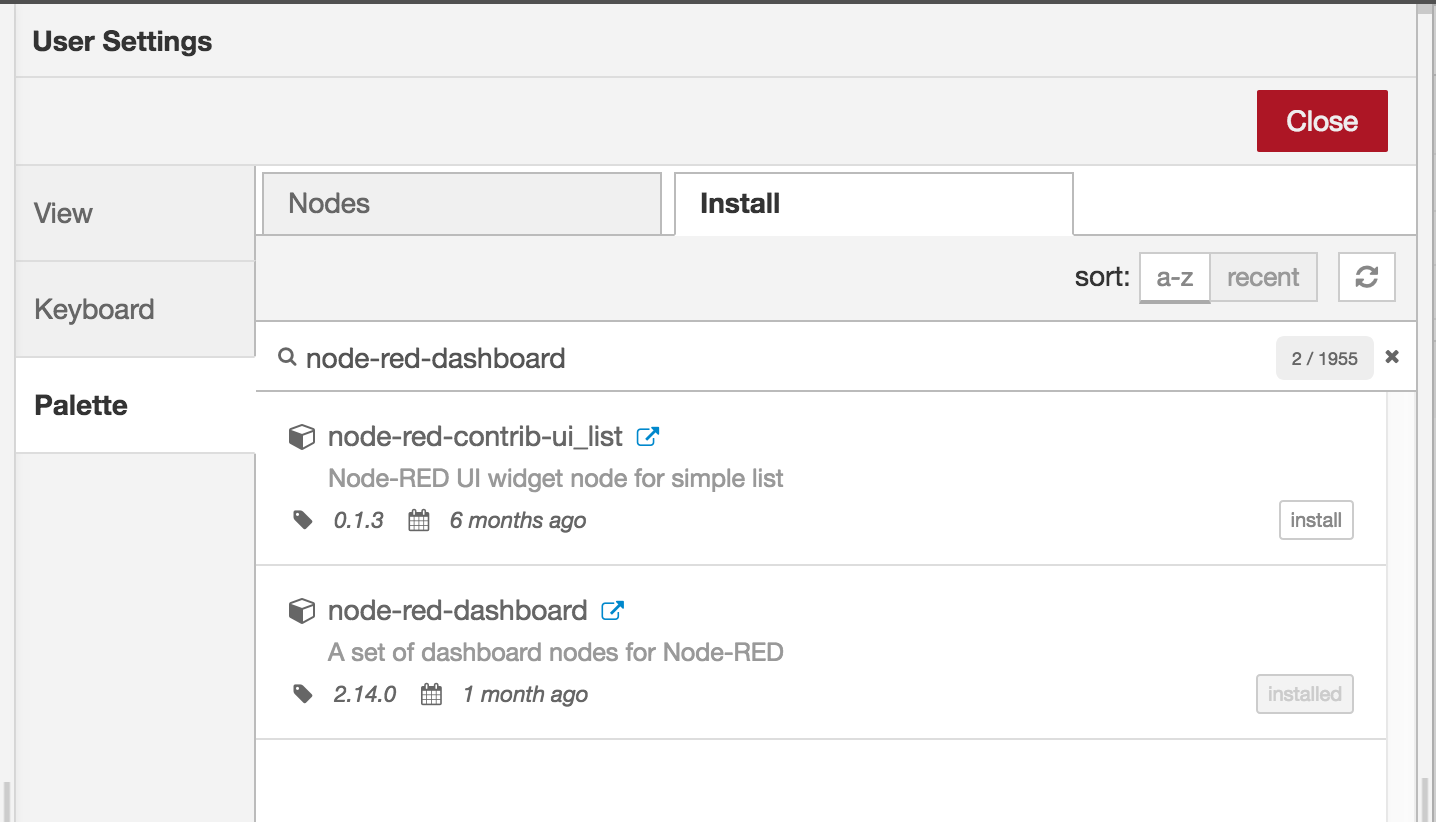 User Settings
Close
View
Keyboard
Palette
Nodes
Install
sort: a-z recent
node-red-dashboard 2 / 1955
node-red-contrib-ui_list
Node-RED UI widget node for simple list
0.1.3 6 months ago install
node-red-dashboard
A set of dashboard nodes for Node-RED
2.14.0 1 month ago installed